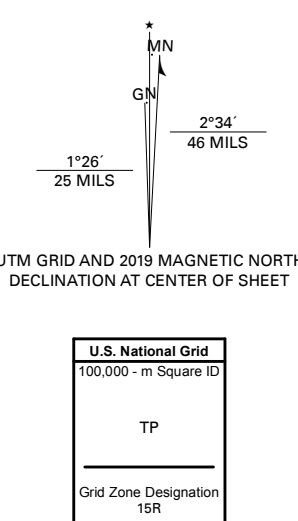 ★
MN
GN
2°34´
46 MILS
1°26´
25 MILS
UTM GRID AND 2019 MAGNETIC NORTH
DECLINATION AT CENTER OF SHEET
U.S. National Grid
100,000 - m Square ID
TP
Grid Zone Designation
15R